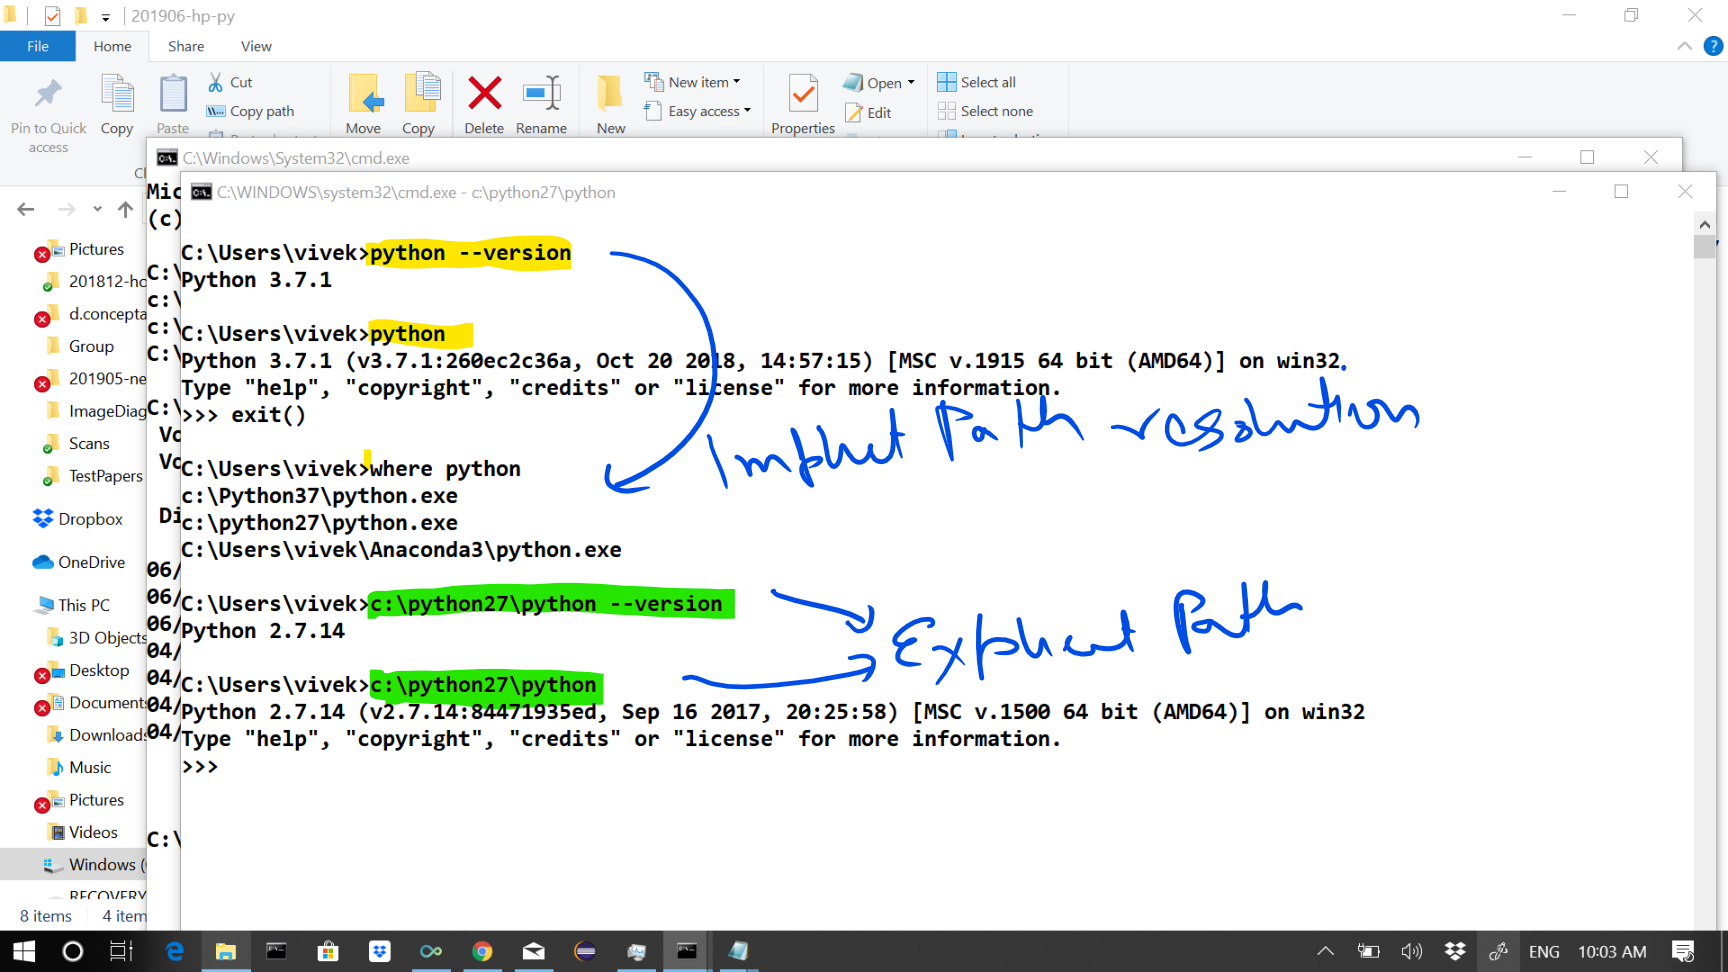 201906-hp-py
File Home Share View
Pin to Quick access
Copy
Paste
Cut
Copy path
Move
Copy
Delete
Rename
New
New item
Easy access
Properties
Open
Edit
Select all
Select none
C:\Windows\System32\cmd.exe
C:\WINDOWS\system32\cmd.exe - c:\python27\python
Mic
(c)
C:\Users\vivek>python --version
Python 3.7.1
C:\Users\vivek>python
Python 3.7.1 (v3.7.1:260ec2c36a, Oct 20 2018, 14:57:15) [MSC v.1915 64 bit (AMD64)] on win32
Type "help", "copyright", "credits" or "license" for more information.
>>> exit()
Implicit Path resolution
C:\Users\vivek>where python
c:\Python37\python.exe
c:\python27\python.exe
C:\Users\vivek\Anaconda3\python.exe
C:\Users\vivek>c:\python27\python --version
Python 2.7.14
Explicit Path
C:\Users\vivek>c:\python27\python
Python 2.7.14 (v2.7.14:84471935ed, Sep 16 2017, 20:25:58) [MSC v.1500 64 bit (AMD64)] on win32
Type "help", "copyright", "credits" or "license" for more information.
>>>
Pictures
201812-ho
d.concepta
Group
201905-ne
ImageDiag
Scans
TestPapers
Dropbox
OneDrive
This PC
3D Objects
Desktop
Documents
Downloads
Music
Pictures
Videos
Windows (
RECOVERY
C:\
c:\
c:\
C:\
C:\
Vo
Vo
Di
06/
06/
06/
04/
04/
04/
04/
C:\
8 items 4 item
ENG 10:03 AM